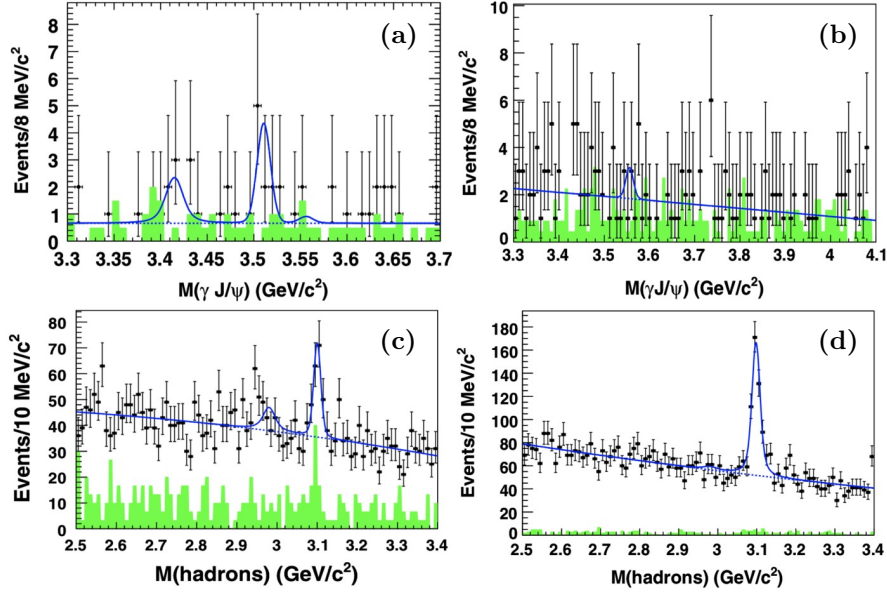 (a)
Events/8 MeV/c²
8
7
6
5
4
3
2
1
0
3.3 3.35 3.4 3.45 3.5 3.55 3.6 3.65 3.7
M(γ J/ψ) (GeV/c²)
(b)
Events/8 MeV/c²
10
8
6
4
2
0
3.3 3.4 3.5 3.6 3.7 3.8 3.9 4 4.1
M(γJ/ψ) (GeV/c²)
(c)
Events/10 MeV/c²
80
70
60
50
40
30
20
10
0
2.5 2.6 2.7 2.8 2.9 3 3.1 3.2 3.3 3.4
M(hadrons) (GeV/c²)
(d)
Events/10 MeV/c²
180
160
140
120
100
80
60
40
20
0
2.5 2.6 2.7 2.8 2.9 3 3.1 3.2 3.3 3.4
M(hadrons) (GeV/c²)